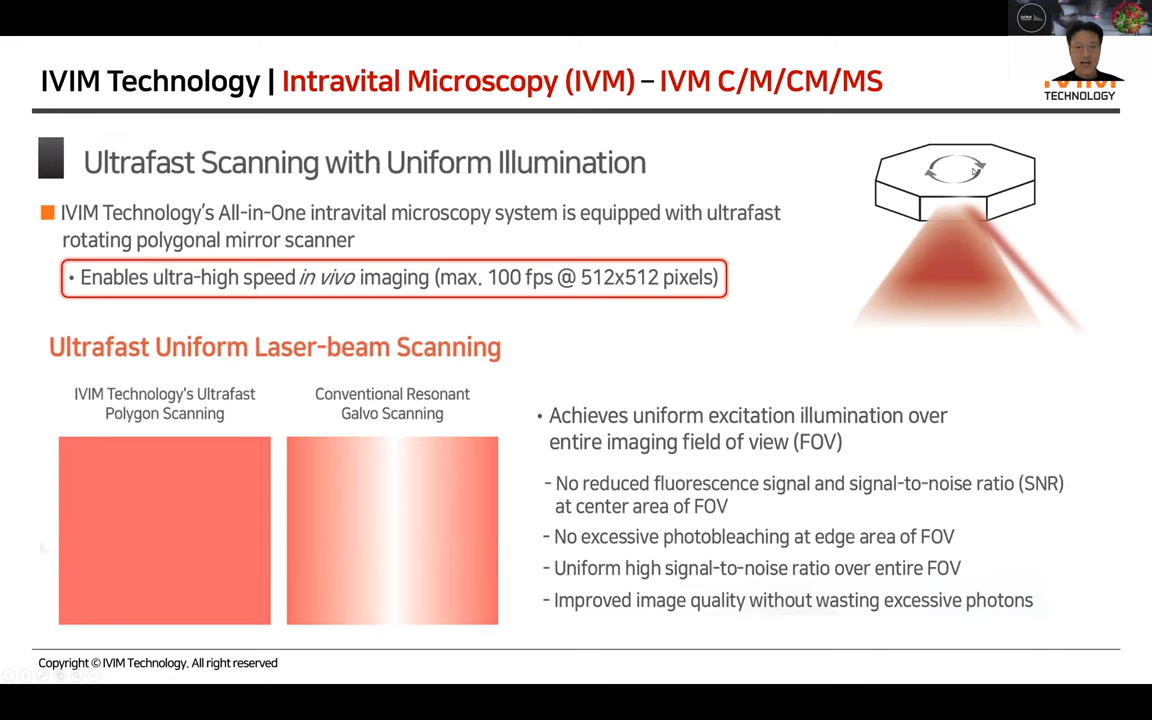 IVIM Technology | Intravital Microscopy (IVM) – IVM C/M/CM/MS
TECHNOLOGY
Ultrafast Scanning with Uniform Illumination
IVIM Technology's All-in-One intravital microscopy system is equipped with ultrafast
rotating polygonal mirror scanner
• Enables ultra-high speed in vivo imaging (max. 100 fps @ 512x512 pixels)
Ultrafast Uniform Laser-beam Scanning
IVIM Technology's Ultrafast
Polygon Scanning
Conventional Resonant
Galvo Scanning
• Achieves uniform excitation illumination over
entire imaging field of view (FOV)
- No reduced fluorescence signal and signal-to-noise ratio (SNR)
at center area of FOV
- No excessive photobleaching at edge area of FOV
- Uniform high signal-to-noise ratio over entire FOV
- Improved image quality without wasting excessive photons
Copyright © IVIM Technology. All right reserved